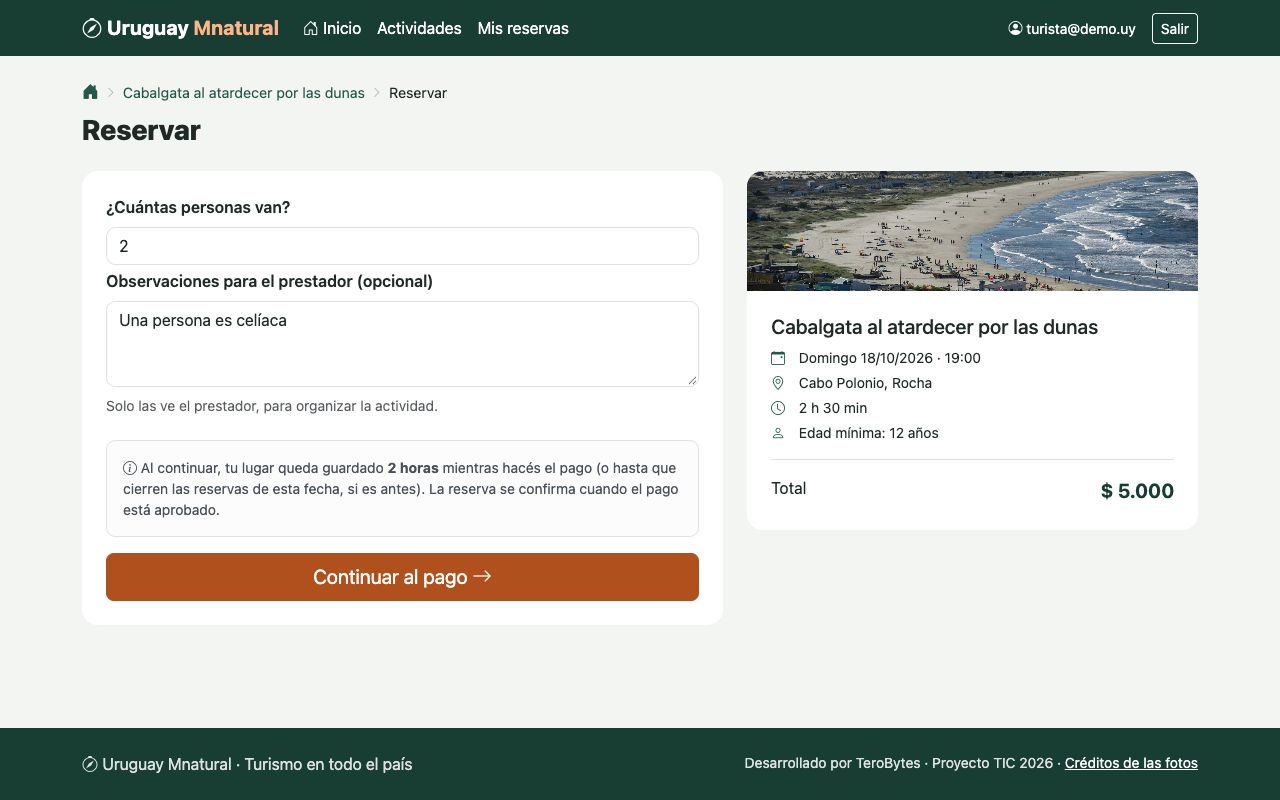 Uruguay Mnatural
Inicio
Actividades
Mis reservas
turista@demo.uy
Salir
Cabalgata al atardecer por las dunas
Reservar
Reservar
¿Cuántas personas van?
2
Observaciones para el prestador (opcional)
Una persona es celíaca
Solo las ve el prestador, para organizar la actividad.
Al continuar, tu lugar queda guardado 2 horas mientras hacés el pago (o hasta que
cierren las reservas de esta fecha, si es antes). La reserva se confirma cuando el pago
está aprobado.
Continuar al pago →
Cabalgata al atardecer por las dunas
Domingo 18/10/2026 · 19:00
Cabo Polonio, Rocha
2 h 30 min
Edad mínima: 12 años
Total
$ 5.000
Uruguay Mnatural · Turismo en todo el país
Desarrollado por TeroBytes · Proyecto TIC 2026 · Créditos de las fotos